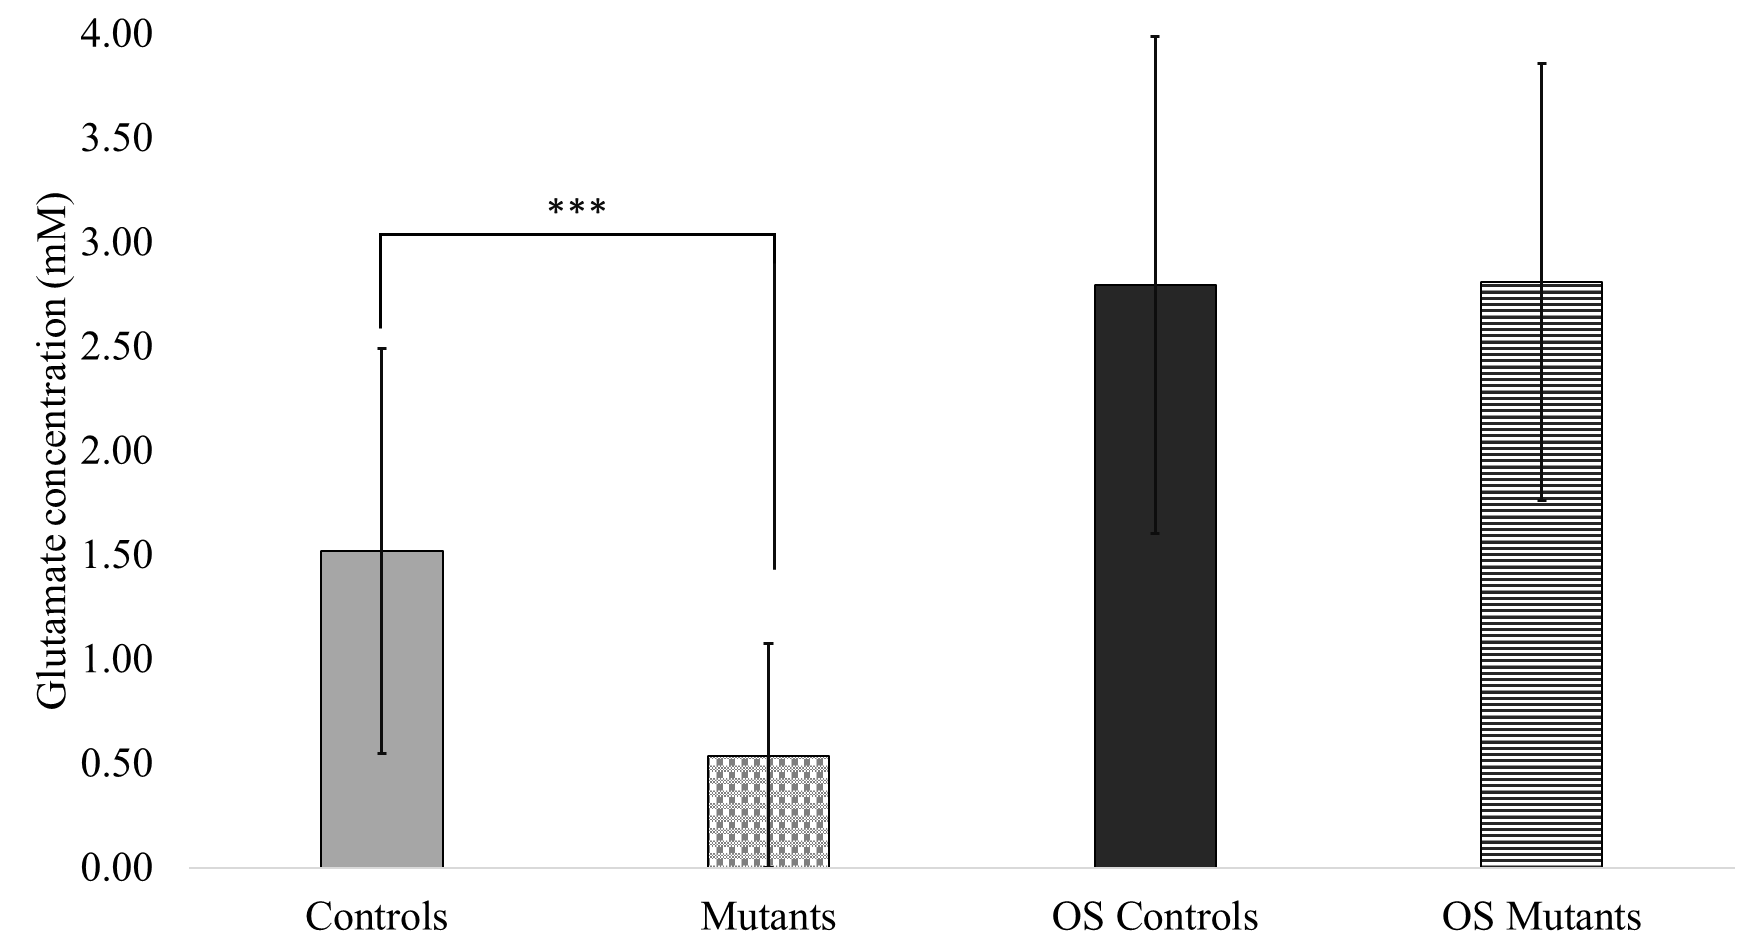 4.00
3.50
3.00
2.50
2.00
1.50
1.00
0.50
0.00
Glutamate concentration (mM)
***
Controls
Mutants
OS Controls
OS Mutants